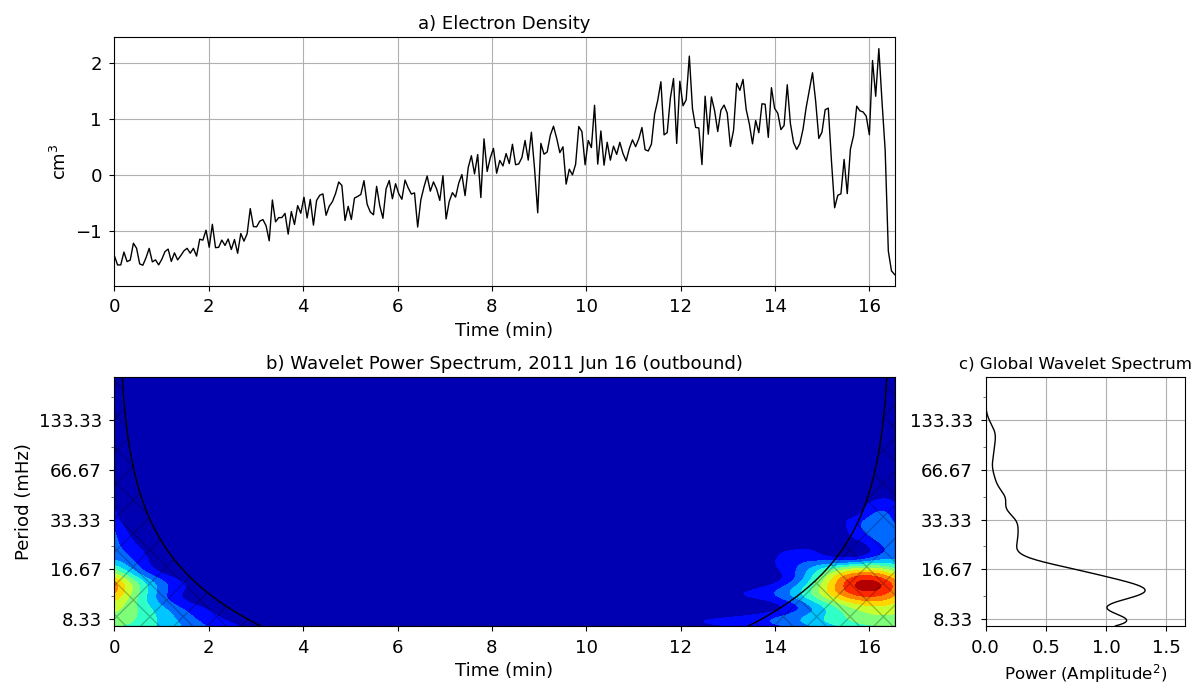 a) Electron Density
cm³
2
1
0
−1
0 2 4 6 8 10 12 14 16
Time (min)
b) Wavelet Power Spectrum, 2011 Jun 16 (outbound)
Period (mHz)
133.33
66.67
33.33
16.67
8.33
0 2 4 6 8 10 12 14 16
Time (min)
c) Global Wavelet Spectrum
133.33
66.67
33.33
16.67
8.33
0.0 0.5 1.0 1.5
Power (Amplitude²)